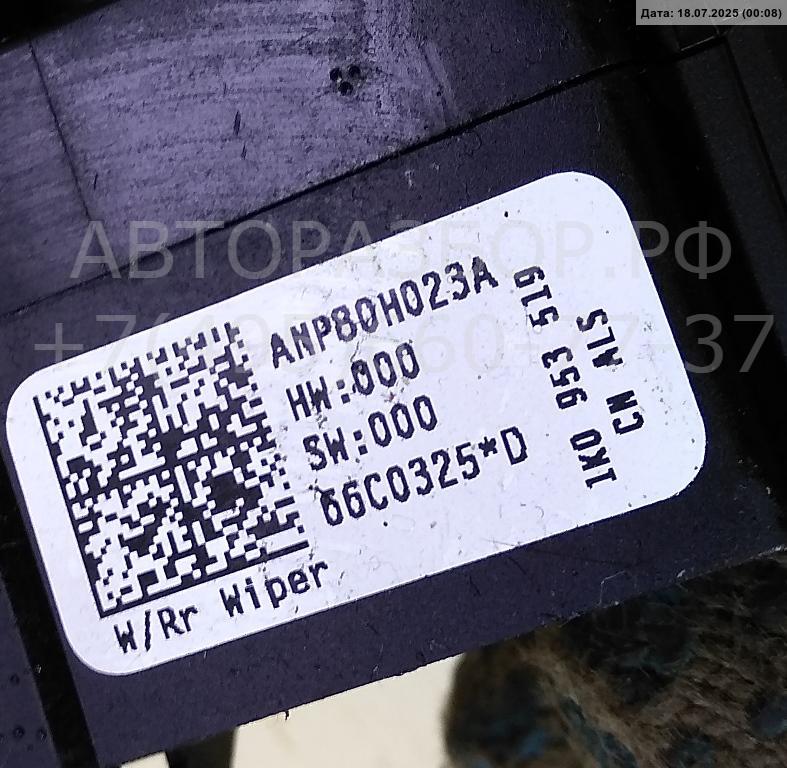 Дата: 18.07.2025 (00:08)
АВТОРАЗБОР.РФ
ANP80H023A
HW:000
SW:000
66C0325*D
W/Rr Wiper
1K0 953 519
CN ALS